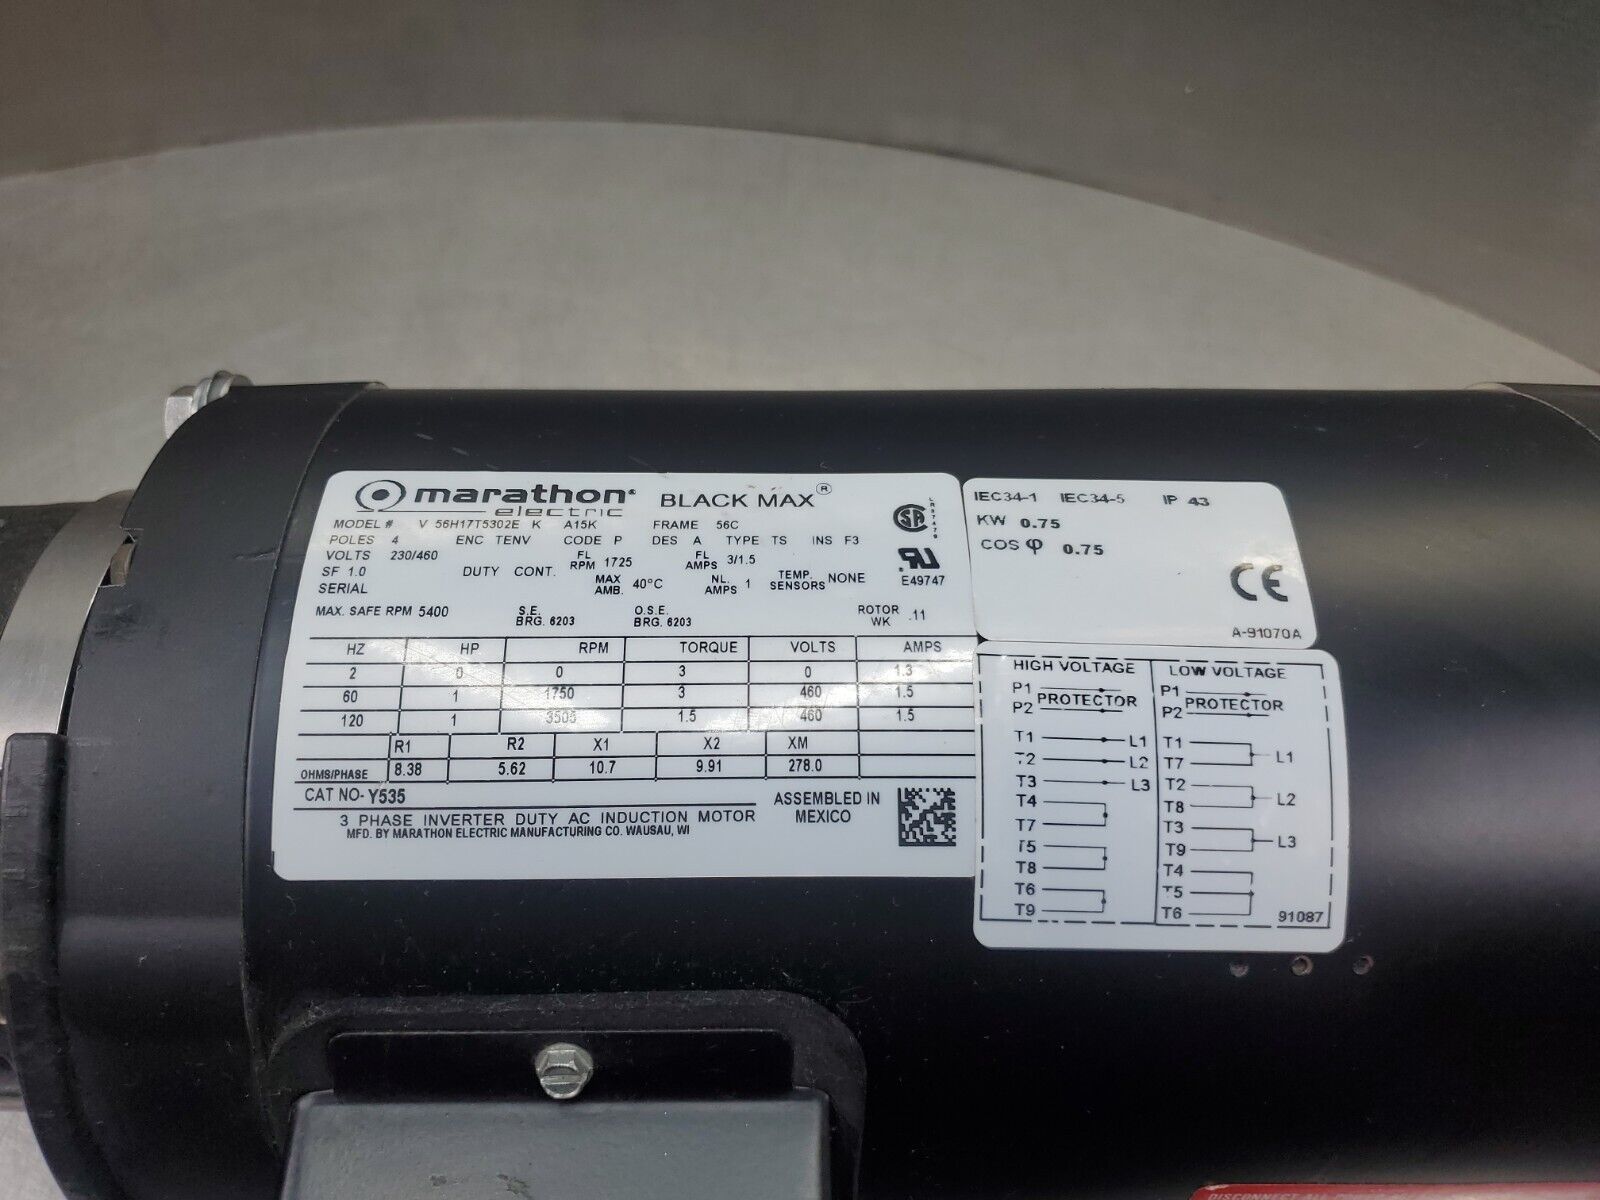 marathon® BLACK MAX®
electric
MODEL # V 56H17T5302E K A15K FRAME 56C
POLES 4 ENC TENV CODE P DES A TYPE TS INS F3
VOLTS 230/460 FL RPM 1725 FL AMPS 3/1.5
SF 1.0 DUTY CONT. MAX AMB. 40°C NL. AMPS 1 TEMP. SENSORS NONE
SERIAL
MAX. SAFE RPM 5400 S.E. BRG. 6203 O.S.E. BRG. 6203 ROTOR WK .11
LR87479
E49747
HZ HP RPM TORQUE VOLTS AMPS
2 0 0 3 0 1.3
60 1 1750 3 460 1.5
120 1 3505 1.5 460 1.5
R1 R2 X1 X2 XM
OHMS/PHASE 8.38 5.62 10.7 9.91 278.0
CAT NO- Y535
ASSEMBLED IN
MEXICO
3 PHASE INVERTER DUTY AC INDUCTION MOTOR
MFD. BY MARATHON ELECTRIC MANUFACTURING CO. WAUSAU, WI
IEC34-1 IEC34-5 IP 43
KW 0.75
COS φ 0.75
CE
A-91070A
HIGH VOLTAGE
P1
P2 PROTECTOR
T1 L1
T2 L2
T3 L3
T4
T7
T5
T8
T6
T9
LOW VOLTAGE
P1
P2 PROTECTOR
T1
T7 L1
T2
T8 L2
T3
T9 L3
T4
T5
T6
91087
DISCONNECT ALL